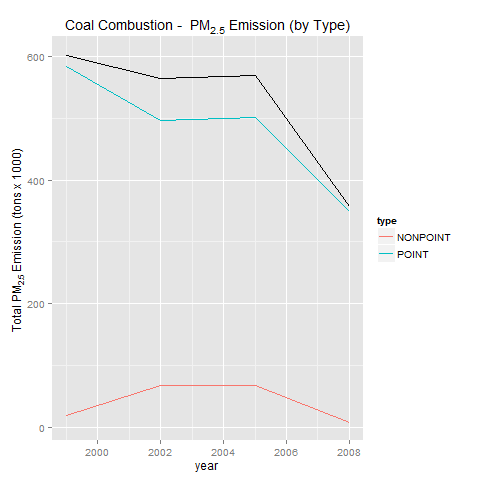 Coal Combustion - PM2.5 Emission (by Type)
Total PM2.5 Emission (tons x 1000)
600
400
200
0
2000 2002 2004 2006 2008
year
type
NONPOINT
POINT